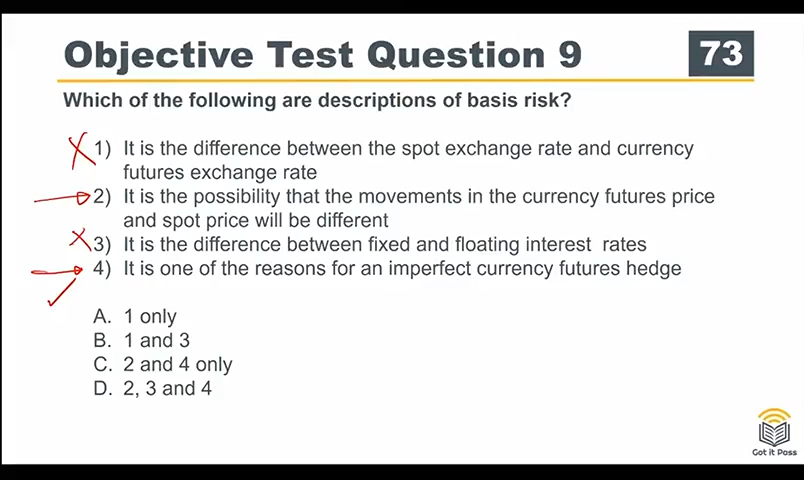 Objective Test Question 9
73
Which of the following are descriptions of basis risk?
1) It is the difference between the spot exchange rate and currency
futures exchange rate
2) It is the possibility that the movements in the currency futures price
and spot price will be different
3) It is the difference between fixed and floating interest rates
4) It is one of the reasons for an imperfect currency futures hedge
A. 1 only
B. 1 and 3
C. 2 and 4 only
D. 2, 3 and 4
Got it Pass